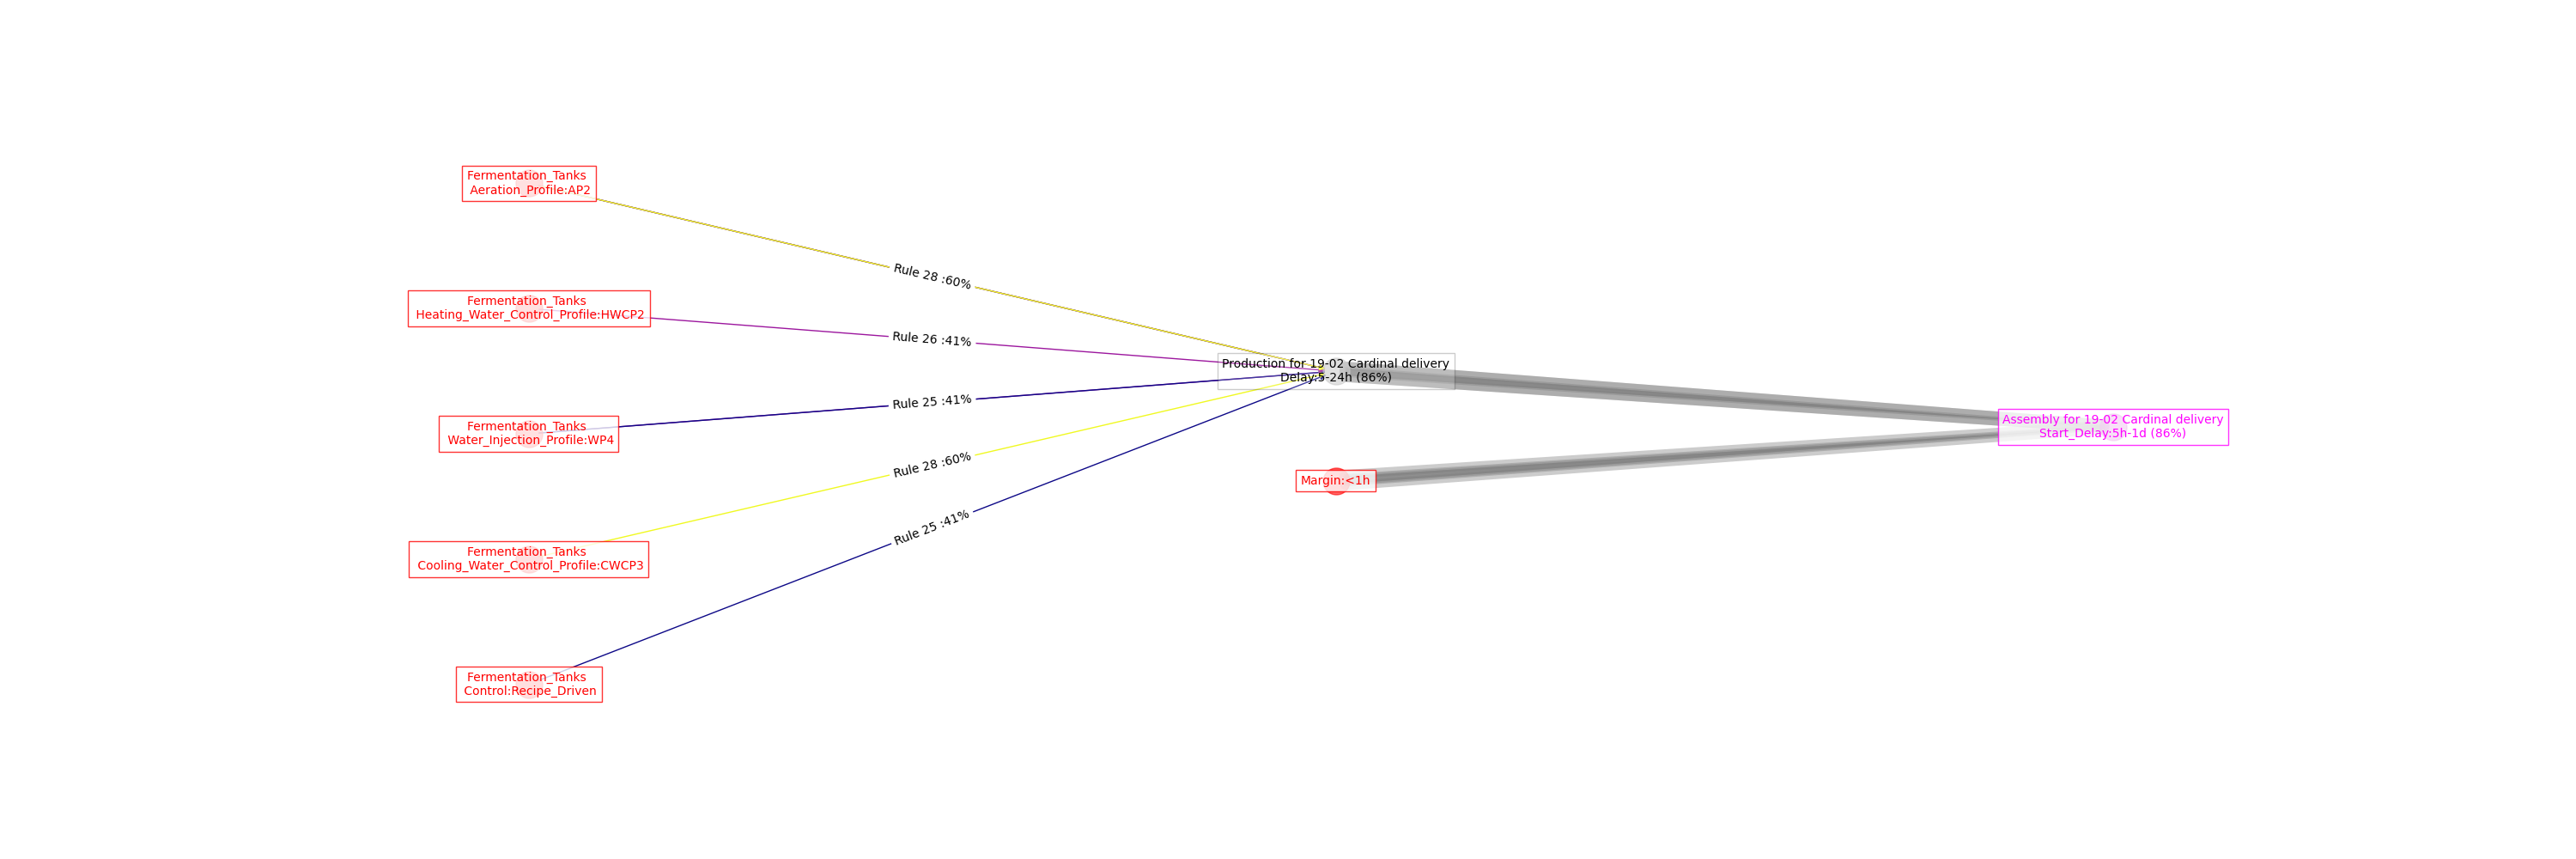 Fermentation_Tanks
Aeration_Profile:AP2
Rule 28 :60%
Fermentation_Tanks
Heating_Water_Control_Profile:HWCP2
Rule 26 :41%
Production for 19-02 Cardinal delivery
Delay:5-24h (86%)
Fermentation_Tanks
Water_Injection_Profile:WP4
Rule 25 :41%
Assembly for 19-02 Cardinal delivery
Start_Delay:5h-1d (86%)
Rule 28 :60%
Margin:<1h
Fermentation_Tanks
Cooling_Water_Control_Profile:CWCP3
Rule 25 :41%
Fermentation_Tanks
Control:Recipe_Driven